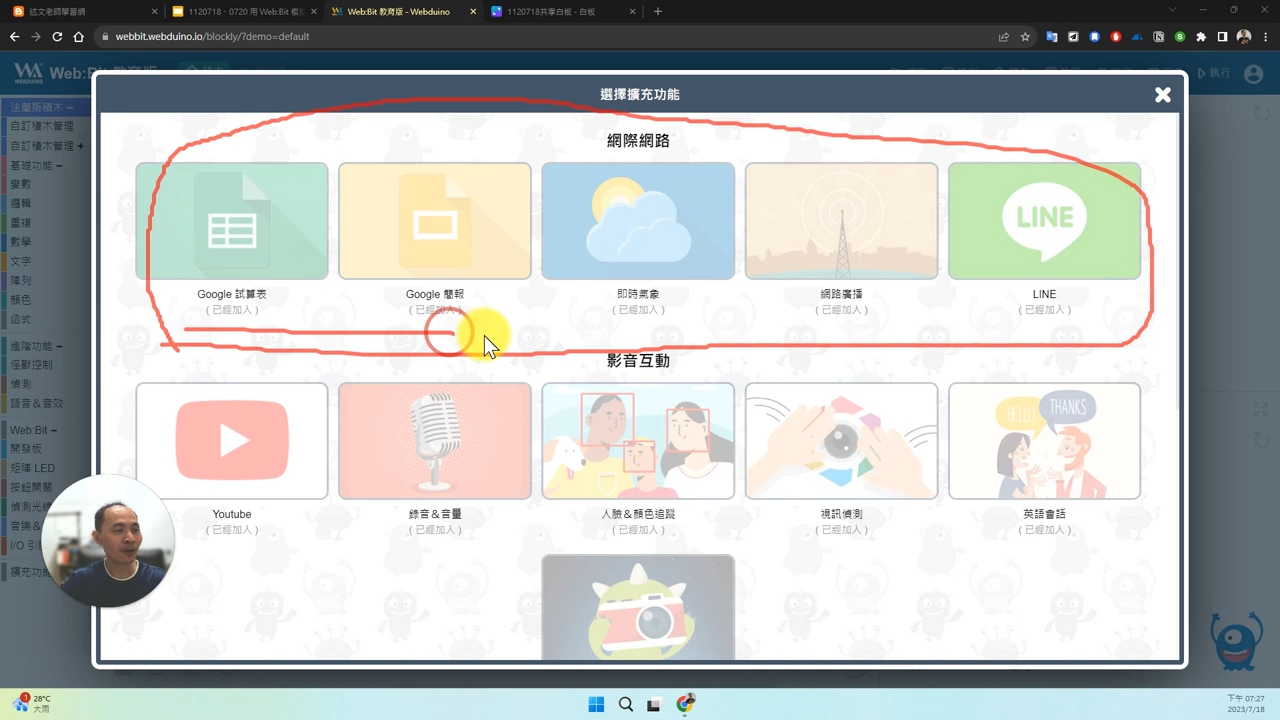 述文老師學習網
1120718、0720 用 Web:Bit 模
Web:Bit 教育版 - Webduino
1120718共享白板 - 白板
webbit.webduino.io/blockly/?demo=default
WEBDUINO
Web:Bit 教育版
執行
選擇擴充功能
法蘭斯積木
自訂積木管理
自訂積木管理 +
基礎功能
變數
邏輯
重複
數學
文字
陣列
顏色
函式
進階功能
怪獸控制
偵測
語音＆音效
Web:Bit
開發板
矩陣 LED
按鈕開關
偵測光
音樂＆
I/O 引
擴充功能
網際網路
LINE
Google 試算表
( 已經加入 )
Google 簡報
( 已經加入 )
即時氣象
( 已經加入 )
網路廣播
( 已經加入 )
LINE
( 已經加入 )
影音互動
HELLO
THANKS
Youtube
( 已經加入 )
錄音＆音量
( 已經加入 )
人臉＆顏色追蹤
( 已經加入 )
視訊偵測
( 已經加入 )
英語會話
( 已經加入 )
1
28°C
大雨
下午 07:27
2023/7/18